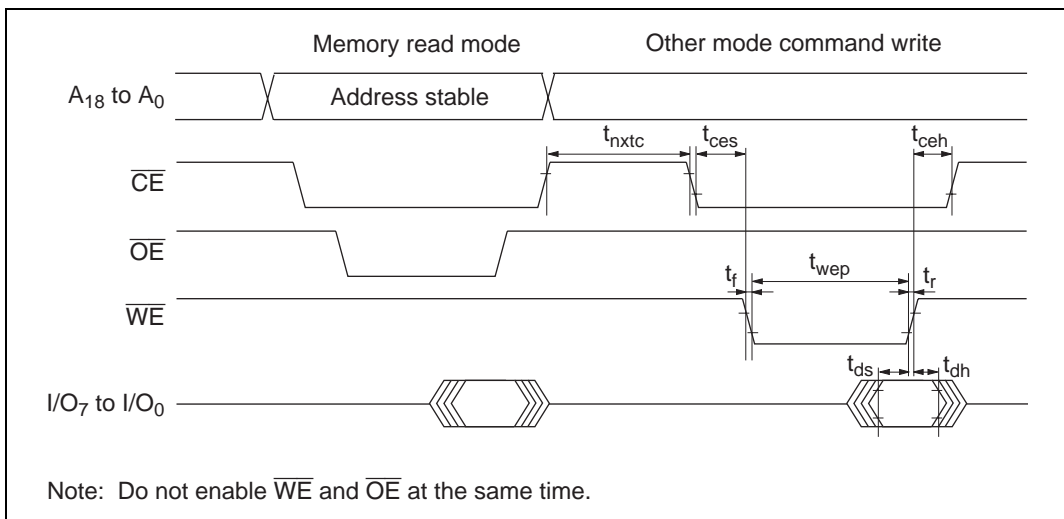 Memory read mode
Other mode command write
A18 to A0
Address stable
tnxtc
tces
tceh
CE
OE
tf
twep
tr
WE
tds
tdh
I/O7 to I/O0
Note: Do not enable WE and OE at the same time.